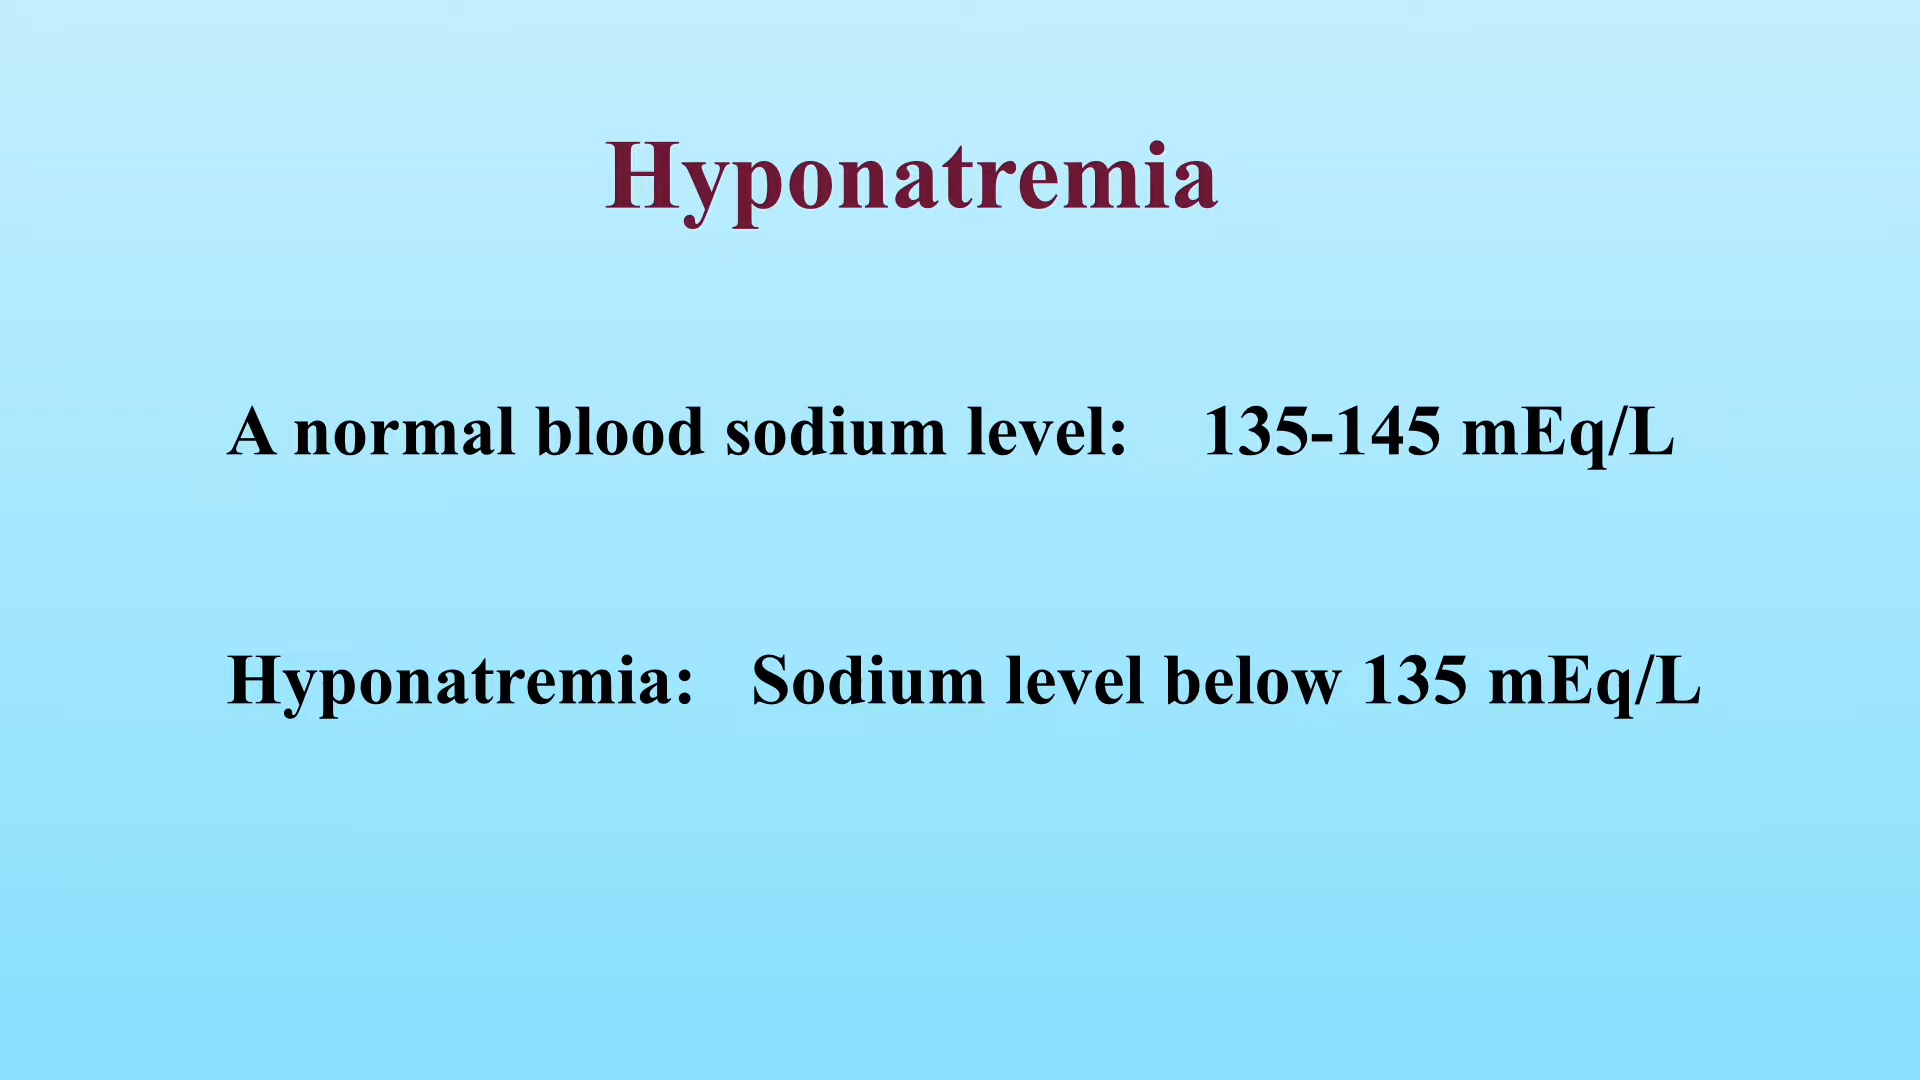 Hyponatremia
A normal blood sodium level: 135-145 mEq/L
Hyponatremia: Sodium level below 135 mEq/L